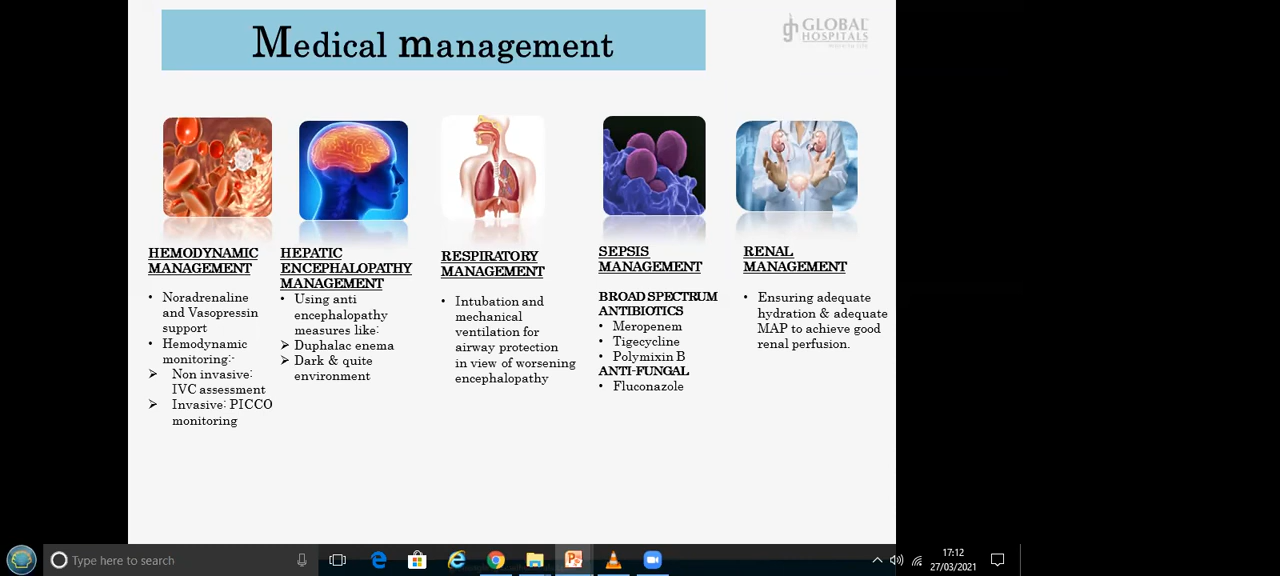 Medical management
GLOBAL
HOSPITALS
HEMODYNAMIC
MANAGEMENT
• Noradrenaline
and Vasopressin
support
• Hemodynamic
monitoring:-
➢ Non invasive:
IVC assessment
➢ Invasive: PICCO
monitoring
HEPATIC
ENCEPHALOPATHY
MANAGEMENT
• Using anti
encephalopathy
measures like:
➢ Duphalac enema
➢ Dark & quite
environment
RESPIRATORY
MANAGEMENT
• Intubation and
mechanical
ventilation for
airway protection
in view of worsening
encephalopathy
SEPSIS
MANAGEMENT
BROAD SPECTRUM
ANTIBIOTICS
• Meropenem
• Tigecycline
• Polymixin B
ANTI-FUNGAL
• Fluconazole
RENAL
MANAGEMENT
• Ensuring adequate
hydration & adequate
MAP to achieve good
renal perfusion.
Type here to search
17:12
27/03/2021